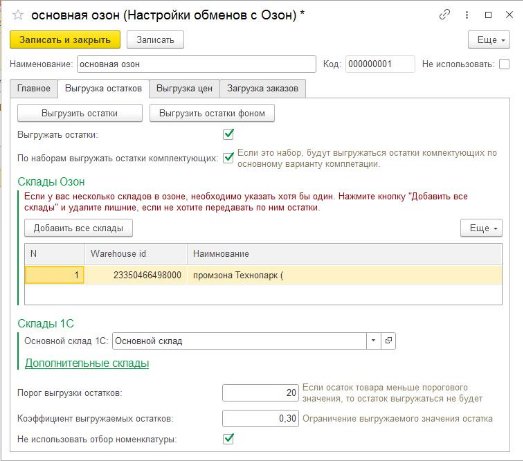 основная озон (Настройки обменов с Озон) *
Записать и закрыть Записать Еще
Наименование: основная озон Код: 000000001 Не использовать:
Главное Выгрузка остатков Выгрузка цен Загрузка заказов
Выгрузить остатки Выгрузить остатки фоном
Выгружать остатки:
По наборам выгружать остатки комплектующих: Если это набор, будут выгружаться остатки компектующих по
основному варианту комплетации.
Склады Озон
Если у вас несколько складов в озоне, необходимо указать хотя бы один. Нажмите кнопку "Добавить все
склады" и удалите лишние, если не хотите передавать по ним остатки.
Добавить все склады Еще
N Warehouse id Наимнование
1 23350466498000 промзона Технопарк (
Склады 1С
Основной склад 1С: Основной склад
Дополнительные склады
Порог выгрузки остатков: 20 Если осаток товара меньше порогового
значения, то остаток выгружаться не будет
Коэффициент выгружаемых остатков: 0,30 Ограничение выгружаемого значения остатка
Не использовать отбор номенклатуры: